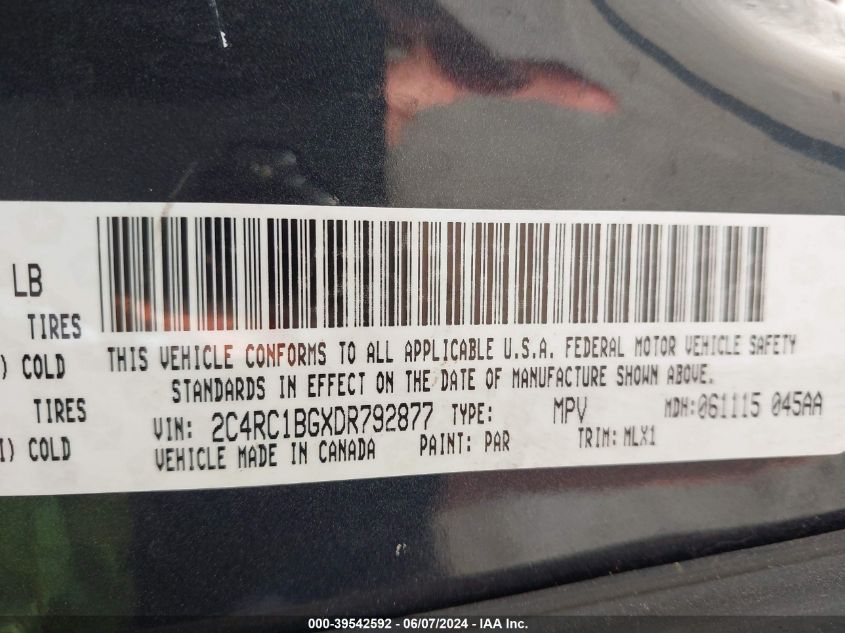 LB
TIRES
) COLD
TIRES
I) COLD
THIS VEHICLE CONFORMS TO ALL APPLICABLE U.S.A. FEDERAL MOTOR VEHICLE SAFETY
STANDARDS IN EFFECT ON THE DATE OF MANUFACTURE SHOWN ABOVE.
VIN: 2C4RC1BGXDR792877 TYPE: MPV MDH:061115 045AA
VEHICLE MADE IN CANADA PAINT: PAR TRIM: MLX1
000-39542592 - 06/07/2024 - IAA Inc.